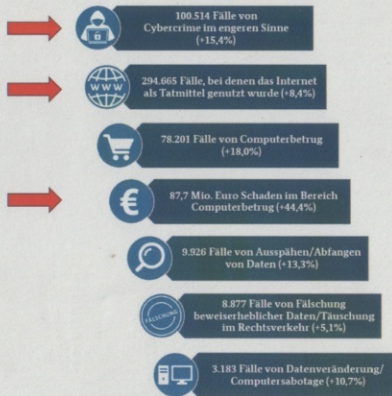 100.514 Fälle von
Cybercrime im engeren Sinne
(+15,4%)
WWW
294.665 Fälle, bei denen das Internet
als Tatmittel genutzt wurde (+8,4%)
78.201 Fälle von Computerbetrug
(+18,0%)
€
87,7 Mio. Euro Schaden im Bereich
Computerbetrug (+44,4%)
9.926 Fälle von Ausspähen/Abfangen
von Daten (+13,3%)
FÄLSCHUNG
8.877 Fälle von Fälschung
beweiserheblicher Daten/Täuschung
im Rechtsverkehr (+5,1%)
3.183 Fälle von Datenveränderung/
Computersabotage (+10,7%)